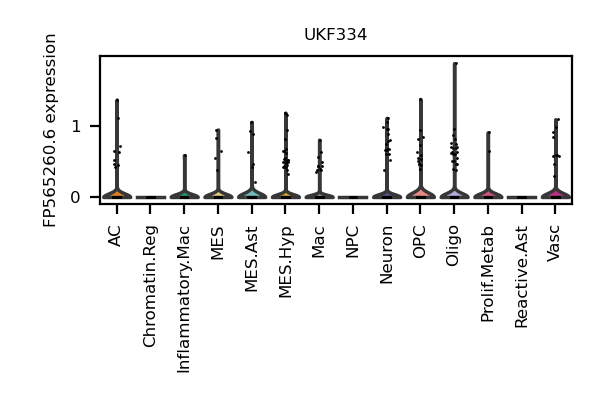 UKF334
FP565260.6 expression
1
0
AC
Chromatin.Reg
Inflammatory.Mac
MES
MES.Ast
MES.Hyp
Mac
NPC
Neuron
OPC
Oligo
Prolif.Metab
Reactive.Ast
Vasc